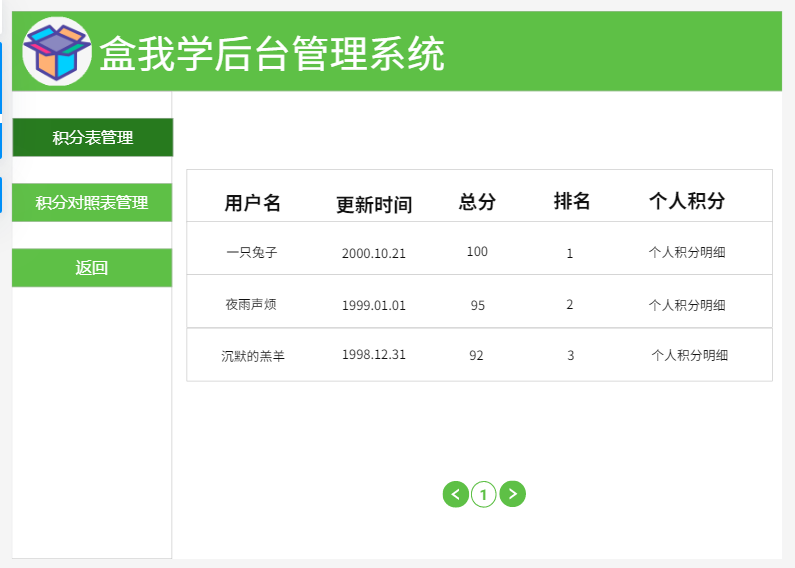 盒我学后台管理系统
积分表管理
积分对照表管理
返回
用户名 更新时间 总分 排名 个人积分
一只兔子 2000.10.21 100 1 个人积分明细
夜雨声烦 1999.01.01 95 2 个人积分明细
沉默的羔羊 1998.12.31 92 3 个人积分明细
< 1 >